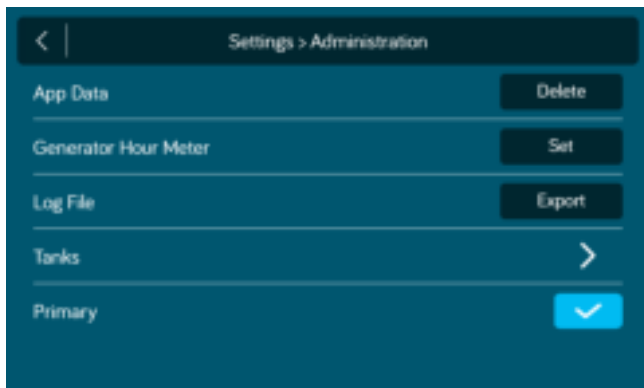 Settings > Administration
App Data Delete
Generator Hour Meter Set
Log File Export
Tanks
Primary